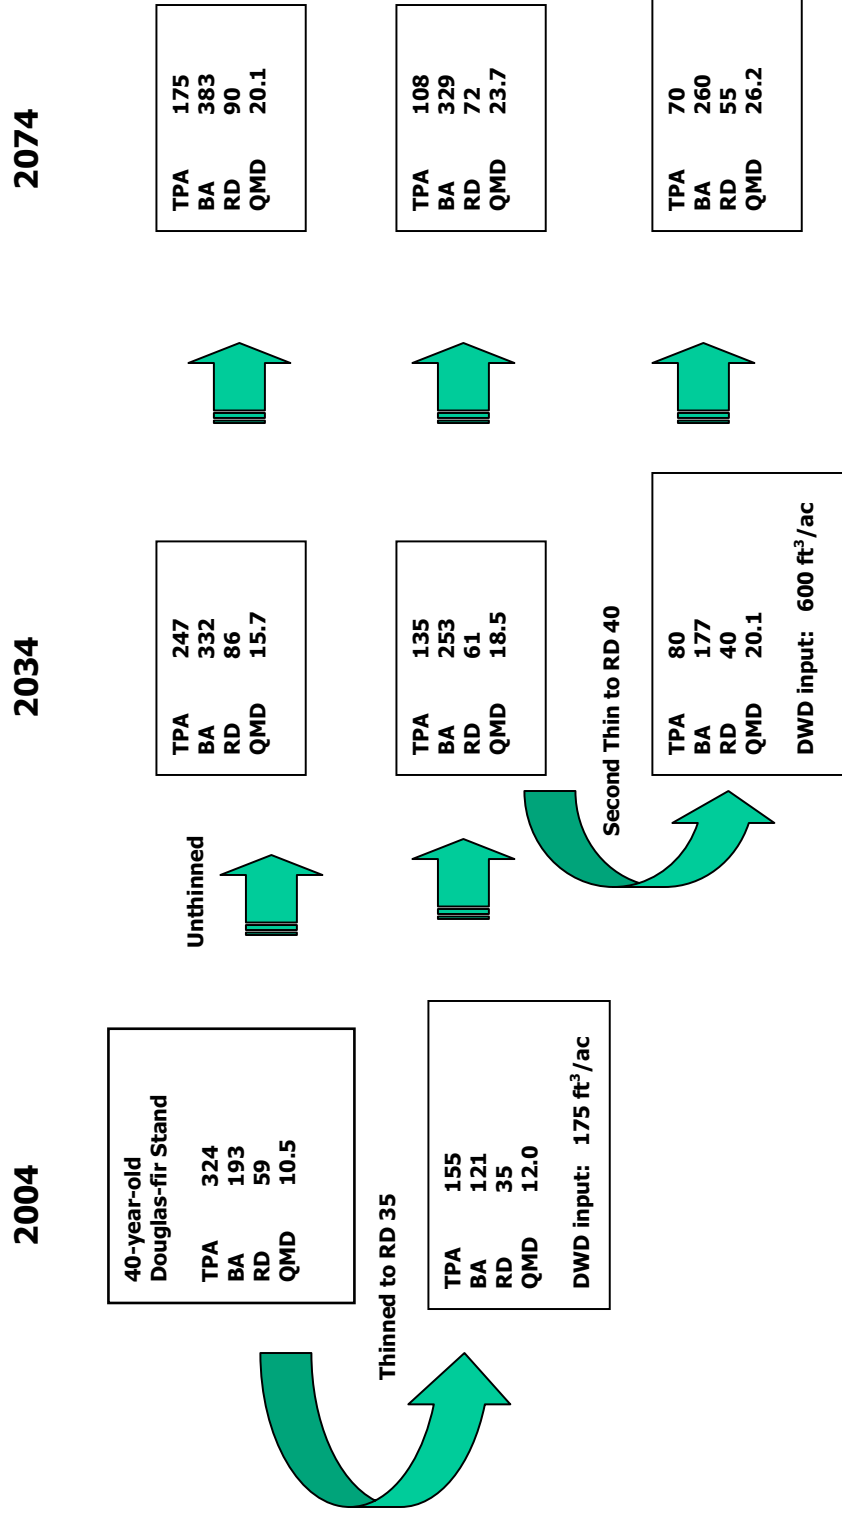 2004
2034
2074
40-year-old
Douglas-fir Stand
TPA 324
BA 193
RD 59
QMD 10.5
Unthinned
TPA 247
BA 332
RD 86
QMD 15.7
TPA 175
BA 383
RD 90
QMD 20.1
Thinned to RD 35
TPA 155
BA 121
RD 35
QMD 12.0
DWD input: 175 ft³/ac
TPA 135
BA 253
RD 61
QMD 18.5
TPA 108
BA 329
RD 72
QMD 23.7
Second Thin to RD 40
TPA 80
BA 177
RD 40
QMD 20.1
DWD input: 600 ft³/ac
TPA 70
BA 260
RD 55
QMD 26.2